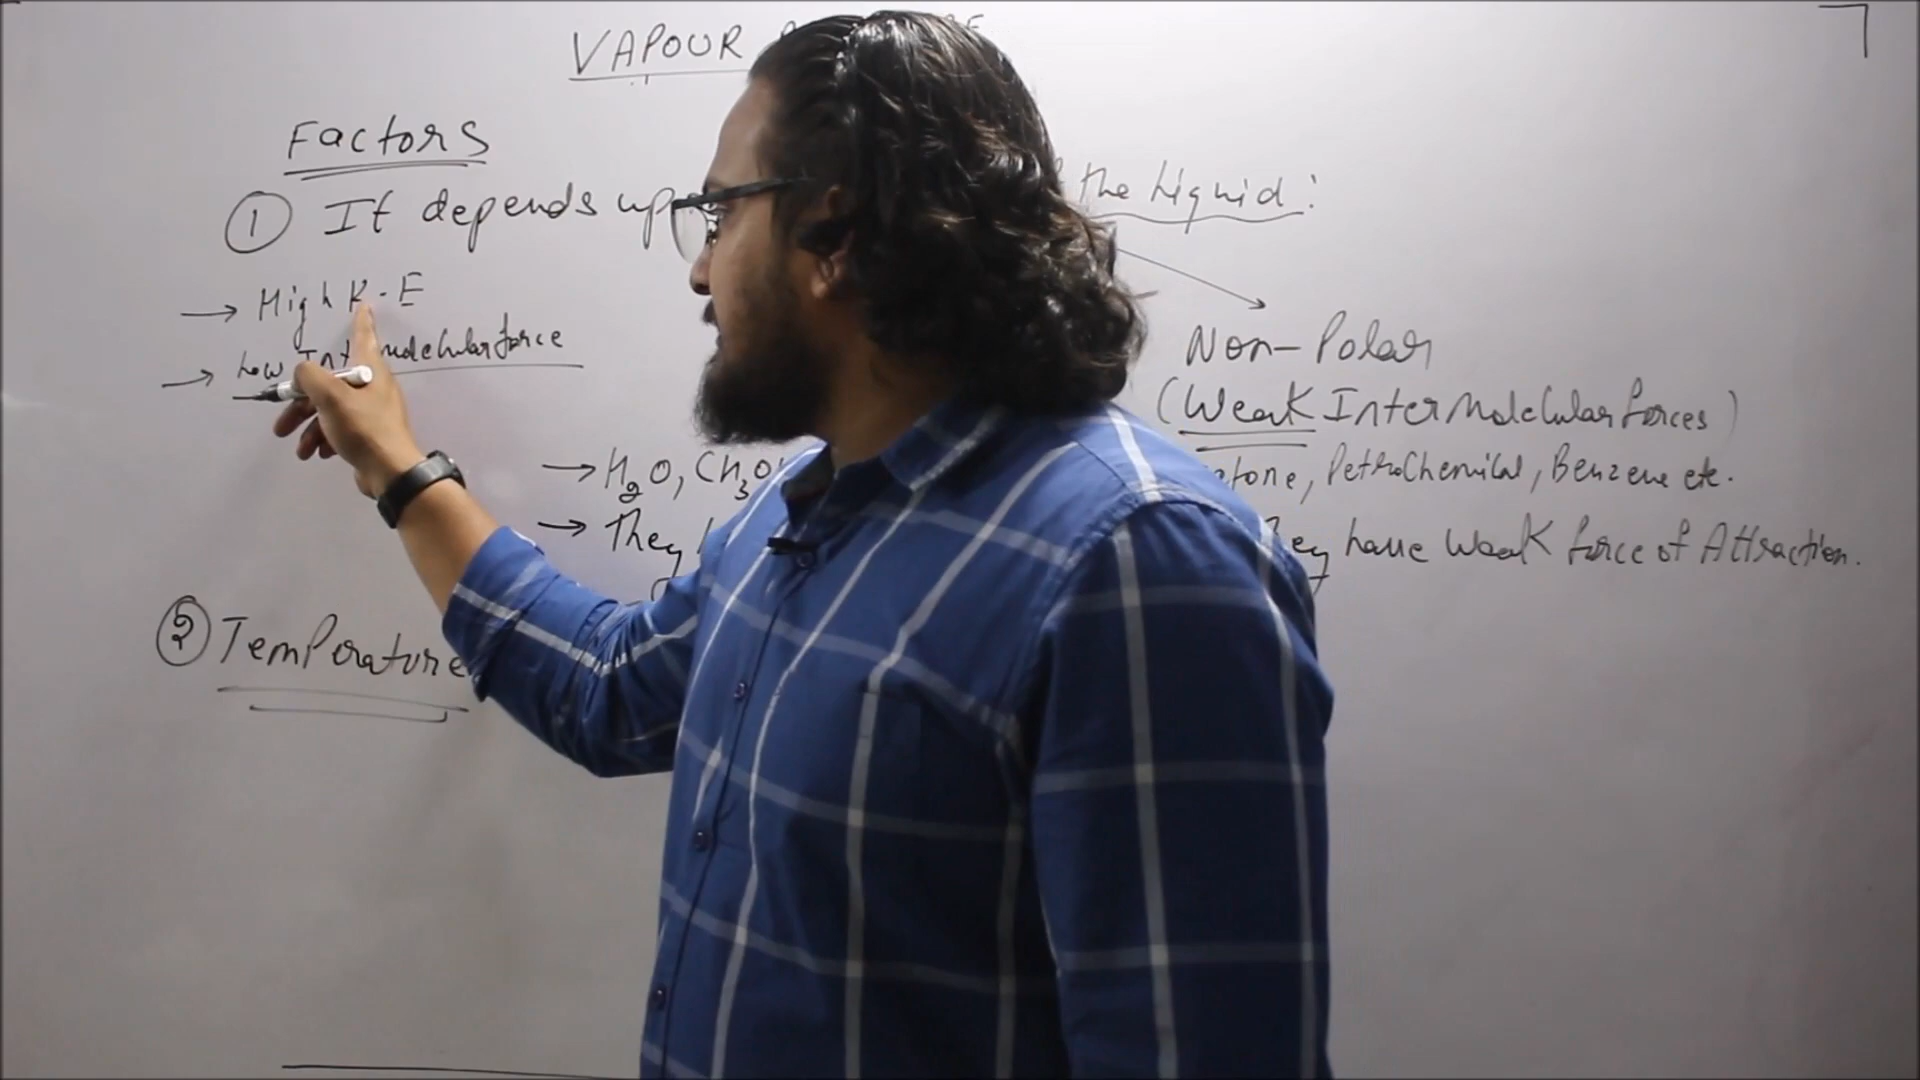 VAPOUR
Factors
① It depends up the Liquid:
→ High K.E
→ Low Intermolecular force
Non-Polar
(Weak Intermolecular forces)
→ H₂O, CH₃O
tone, PetroChemical, Benzene etc.
→ They
ey have Weak force of Attraction.
② Temperature